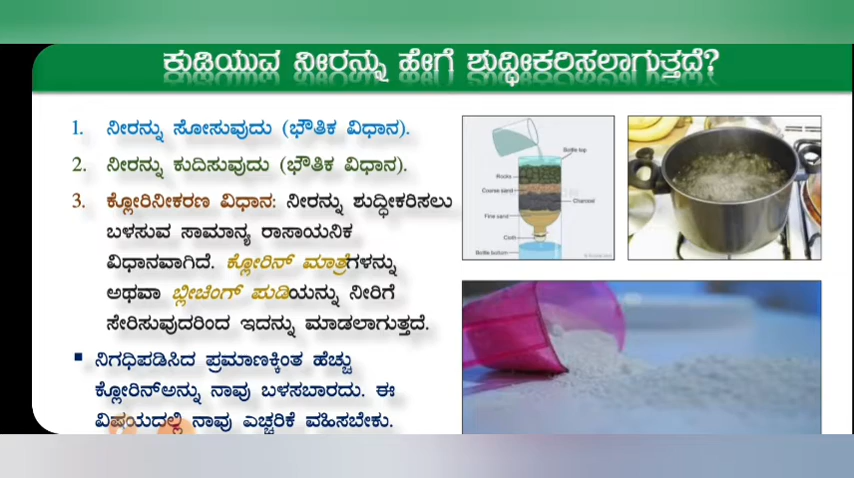 ಕುಡಿಯುವ ನೀರನ್ನು ಹೇಗೆ ಶುದ್ಧೀಕರಿಸಲಾಗುತ್ತದೆ?
1. ನೀರನ್ನು ಸೋಸುವುದು (ಭೌತಿಕ ವಿಧಾನ).
2. ನೀರನ್ನು ಕುದಿಸುವುದು (ಭೌತಿಕ ವಿಧಾನ).
3. ಕ್ಲೋರಿನೀಕರಣ ವಿಧಾನ: ನೀರನ್ನು ಶುದ್ಧೀಕರಿಸಲು
ಬಳಸುವ ಸಾಮಾನ್ಯ ರಾಸಾಯನಿಕ
ವಿಧಾನವಾಗಿದೆ. ಕ್ಲೋರಿನ್ ಮಾತ್ರೆಗಳನ್ನು
ಅಥವಾ ಬ್ಲೀಚಿಂಗ್ ಪುಡಿಯನ್ನು ನೀರಿಗೆ
ಸೇರಿಸುವುದರಿಂದ ಇದನ್ನು ಮಾಡಲಾಗುತ್ತದೆ.
▪ ನಿಗಧಿಪಡಿಸಿದ ಪ್ರಮಾಣಕ್ಕಿಂತ ಹೆಚ್ಚು
ಕ್ಲೋರಿನ್‌ಅನ್ನು ನಾವು ಬಳಸಬಾರದು. ಈ
ವಿಷಯದಲ್ಲಿ ನಾವು ಎಚ್ಚರಿಕೆ ವಹಿಸಬೇಕು.
Bottle top
Rocks
Coarse sand
Charcoal
Fine sand
Cloth
Bottle bottom